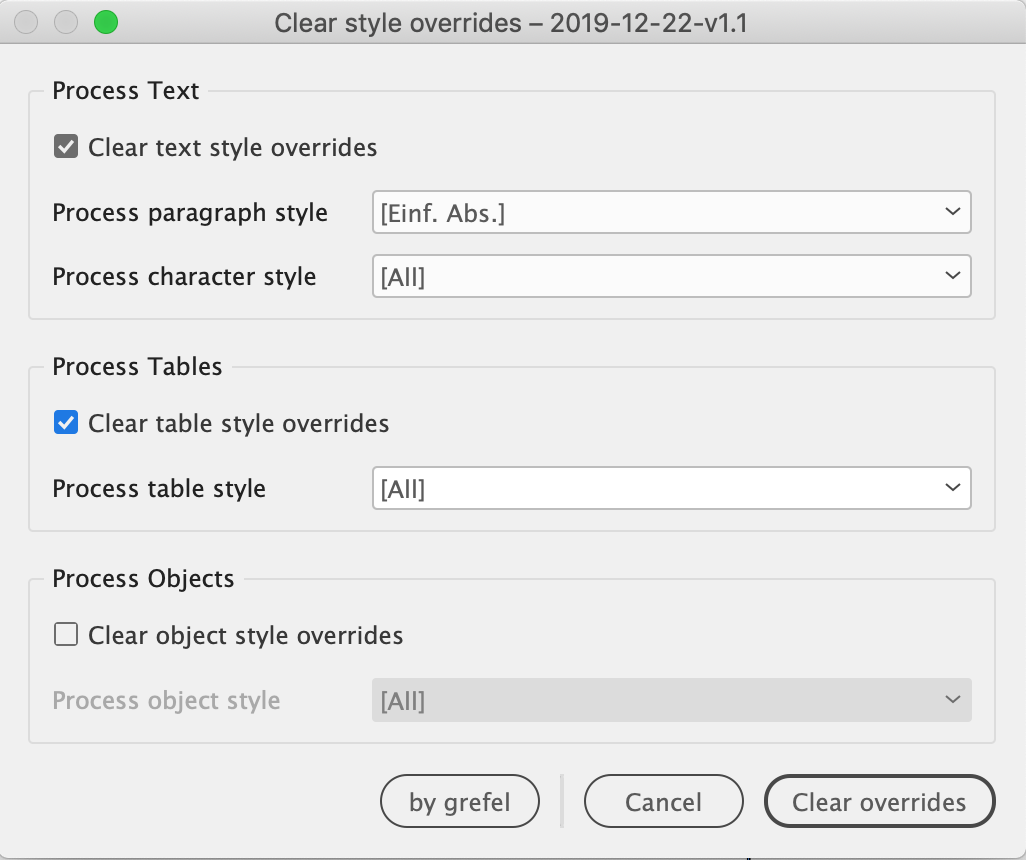 Clear style overrides – 2019-12-22-v1.1
Process Text
Clear text style overrides
Process paragraph style [Einf. Abs.]
Process character style [All]
Process Tables
Clear table style overrides
Process table style [All]
Process Objects
Clear object style overrides
Process object style [All]
by grefel Cancel Clear overrides